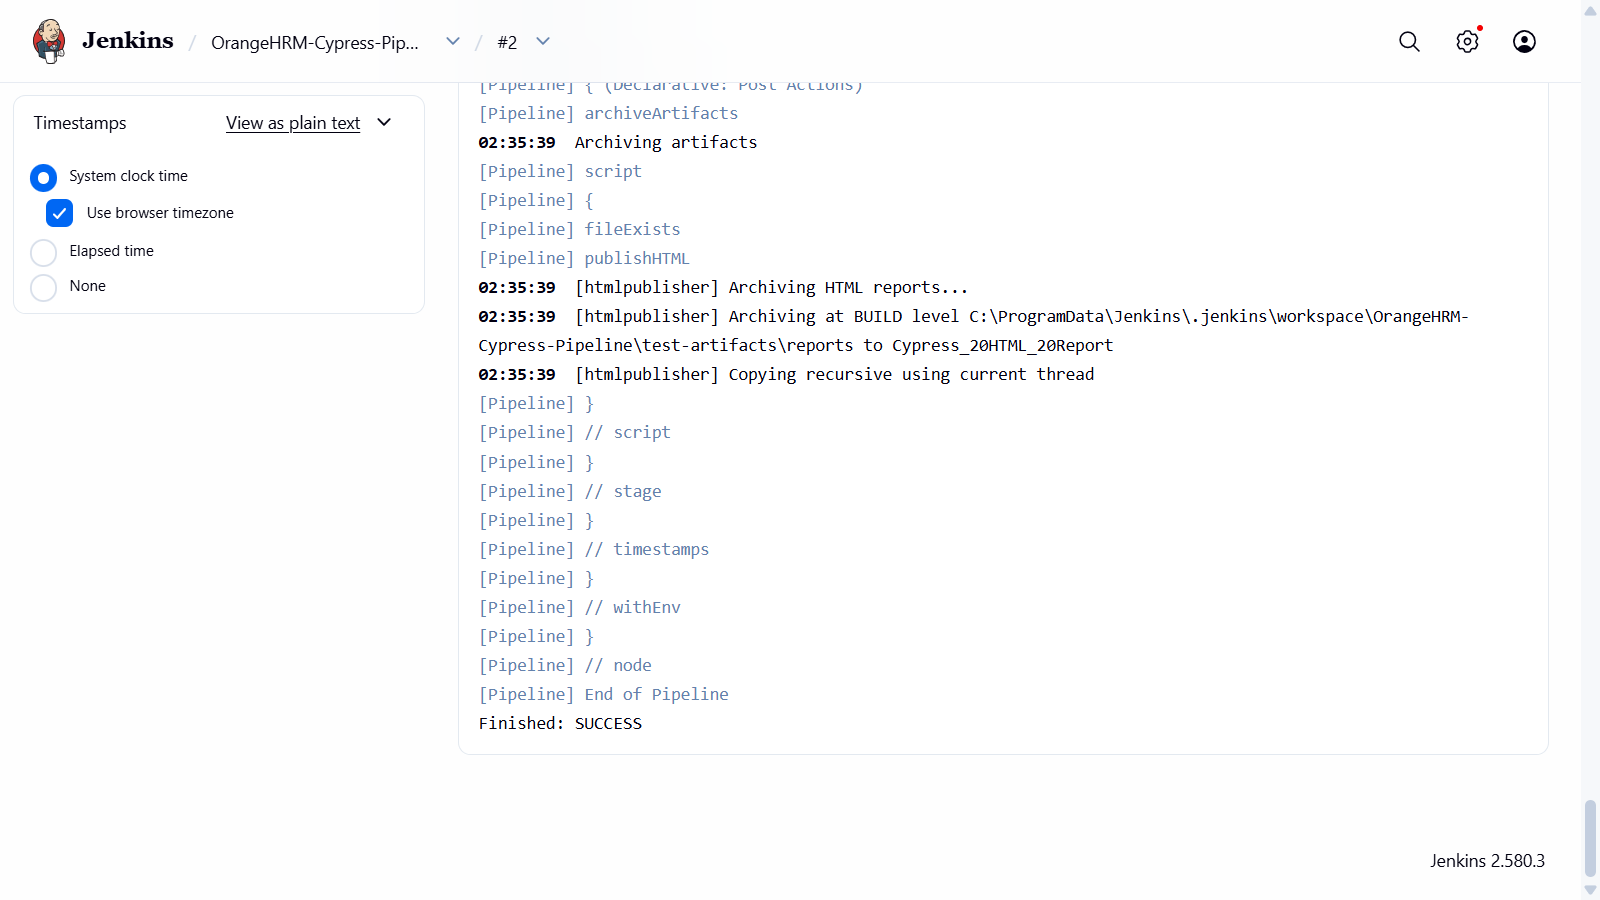 Jenkins / OrangeHRM-Cypress-Pip... / #2
Timestamps View as plain text
System clock time
Use browser timezone
Elapsed time
None
[Pipeline] { (Declarative: Post Actions)
[Pipeline] archiveArtifacts
02:35:39 Archiving artifacts
[Pipeline] script
[Pipeline] {
[Pipeline] fileExists
[Pipeline] publishHTML
02:35:39 [htmlpublisher] Archiving HTML reports...
02:35:39 [htmlpublisher] Archiving at BUILD level C:\ProgramData\Jenkins\.jenkins\workspace\OrangeHRM-
Cypress-Pipeline\test-artifacts\reports to Cypress_20HTML_20Report
02:35:39 [htmlpublisher] Copying recursive using current thread
[Pipeline] }
[Pipeline] // script
[Pipeline] }
[Pipeline] // stage
[Pipeline] }
[Pipeline] // timestamps
[Pipeline] }
[Pipeline] // withEnv
[Pipeline] }
[Pipeline] // node
[Pipeline] End of Pipeline
Finished: SUCCESS
Jenkins 2.580.3